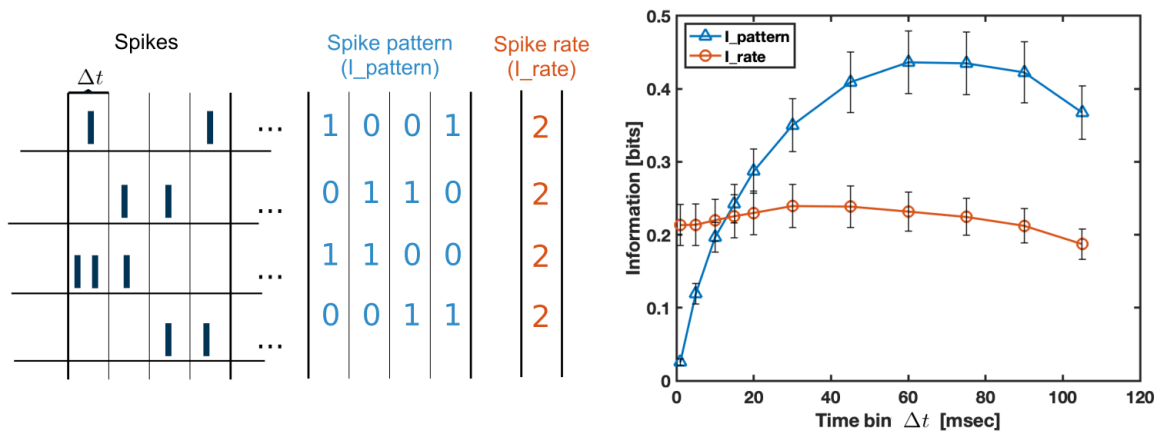 Spikes
Δt
...
...
...
...
Spike pattern
(I_pattern)
1 0 0 1
0 1 1 0
1 1 0 0
0 0 1 1
Spike rate
(I_rate)
2
2
2
2
I_pattern
I_rate
Information [bits]
0.5
0.4
0.3
0.2
0.1
0
0 20 40 60 80 100 120
Time bin Δt [msec]